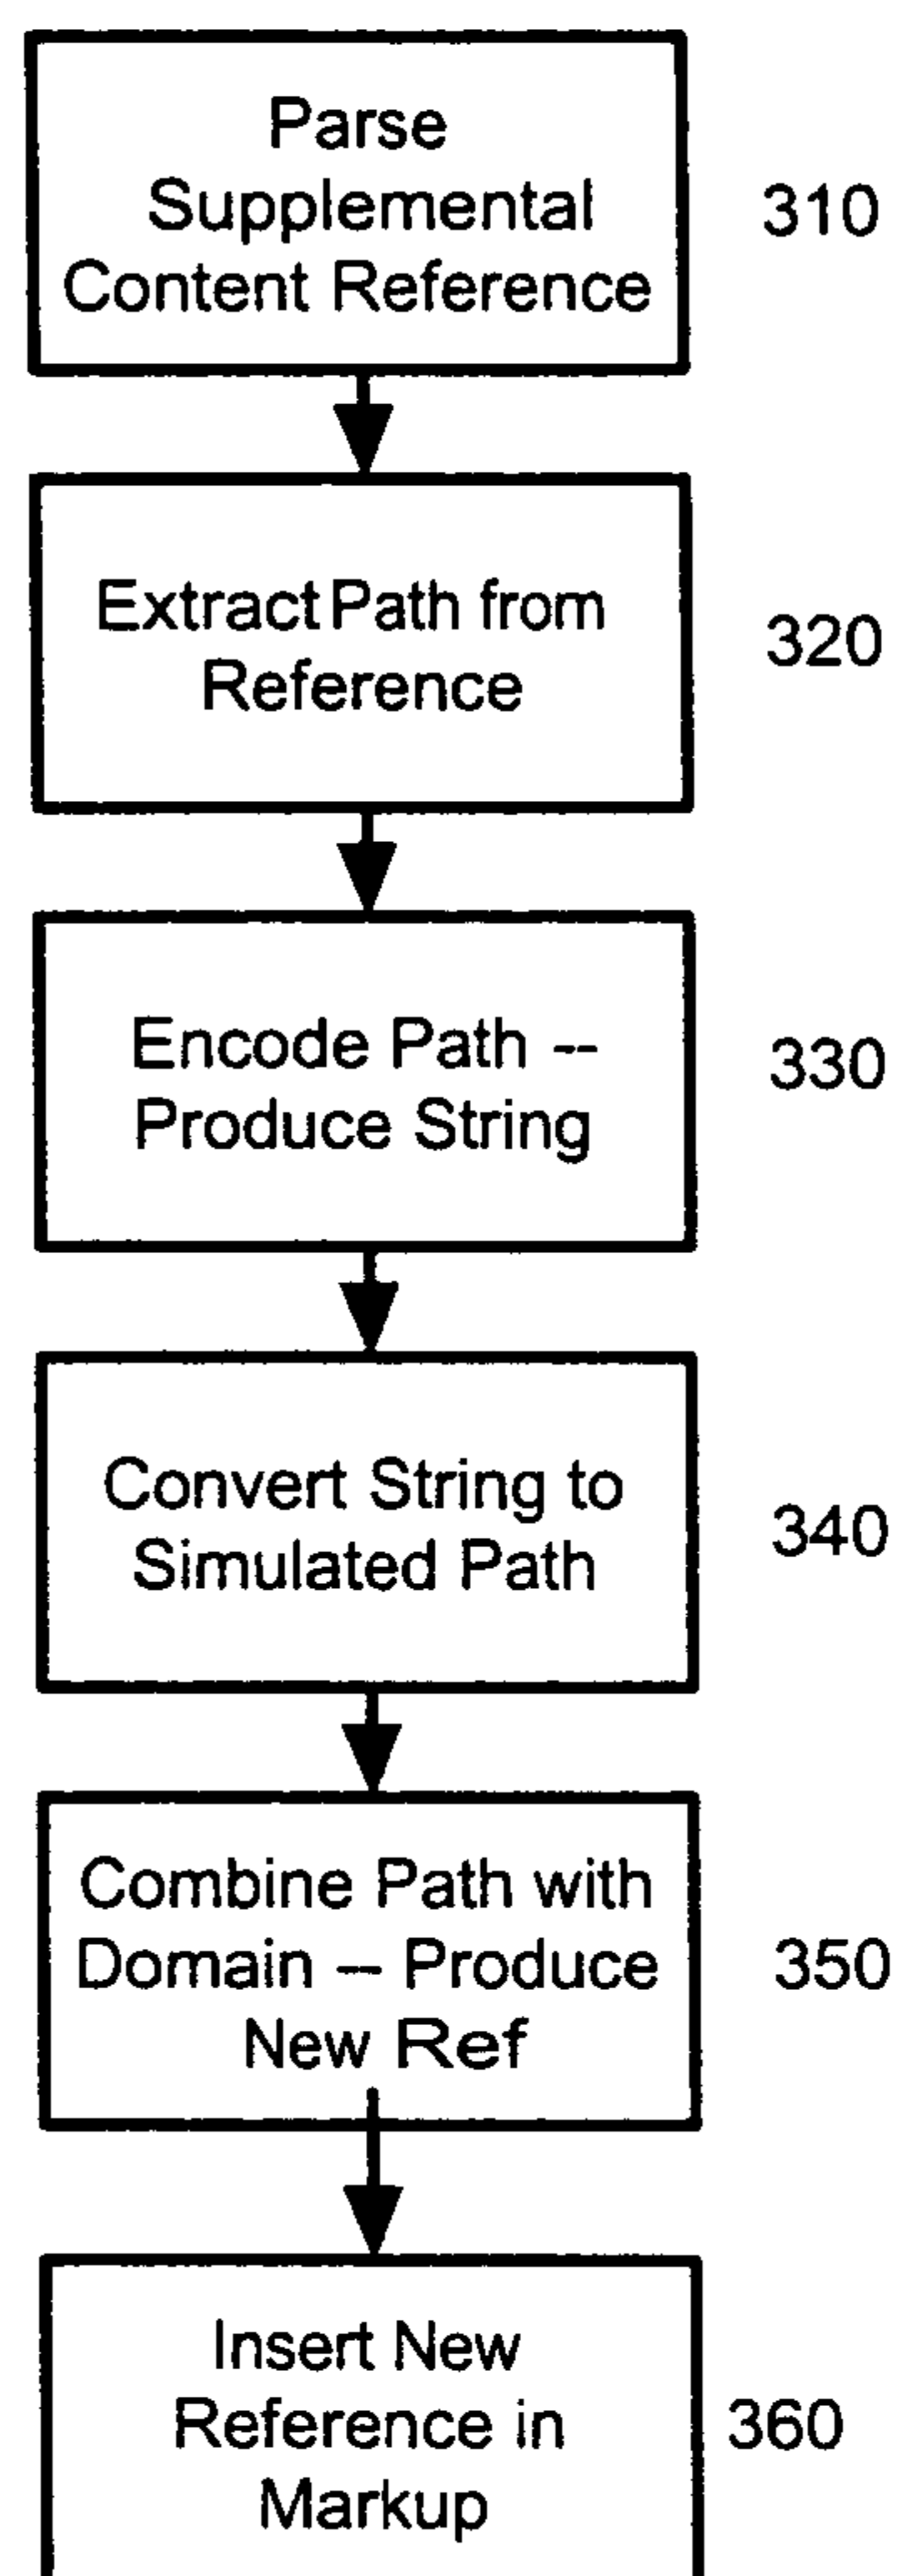 Parse
Supplemental
Content Reference
310
Extract Path from
Reference
320
Encode Path --
Produce String
330
Convert String to
Simulated Path
340
Combine Path with
Domain -- Produce
New Ref
350
Insert New
Reference in
Markup
360